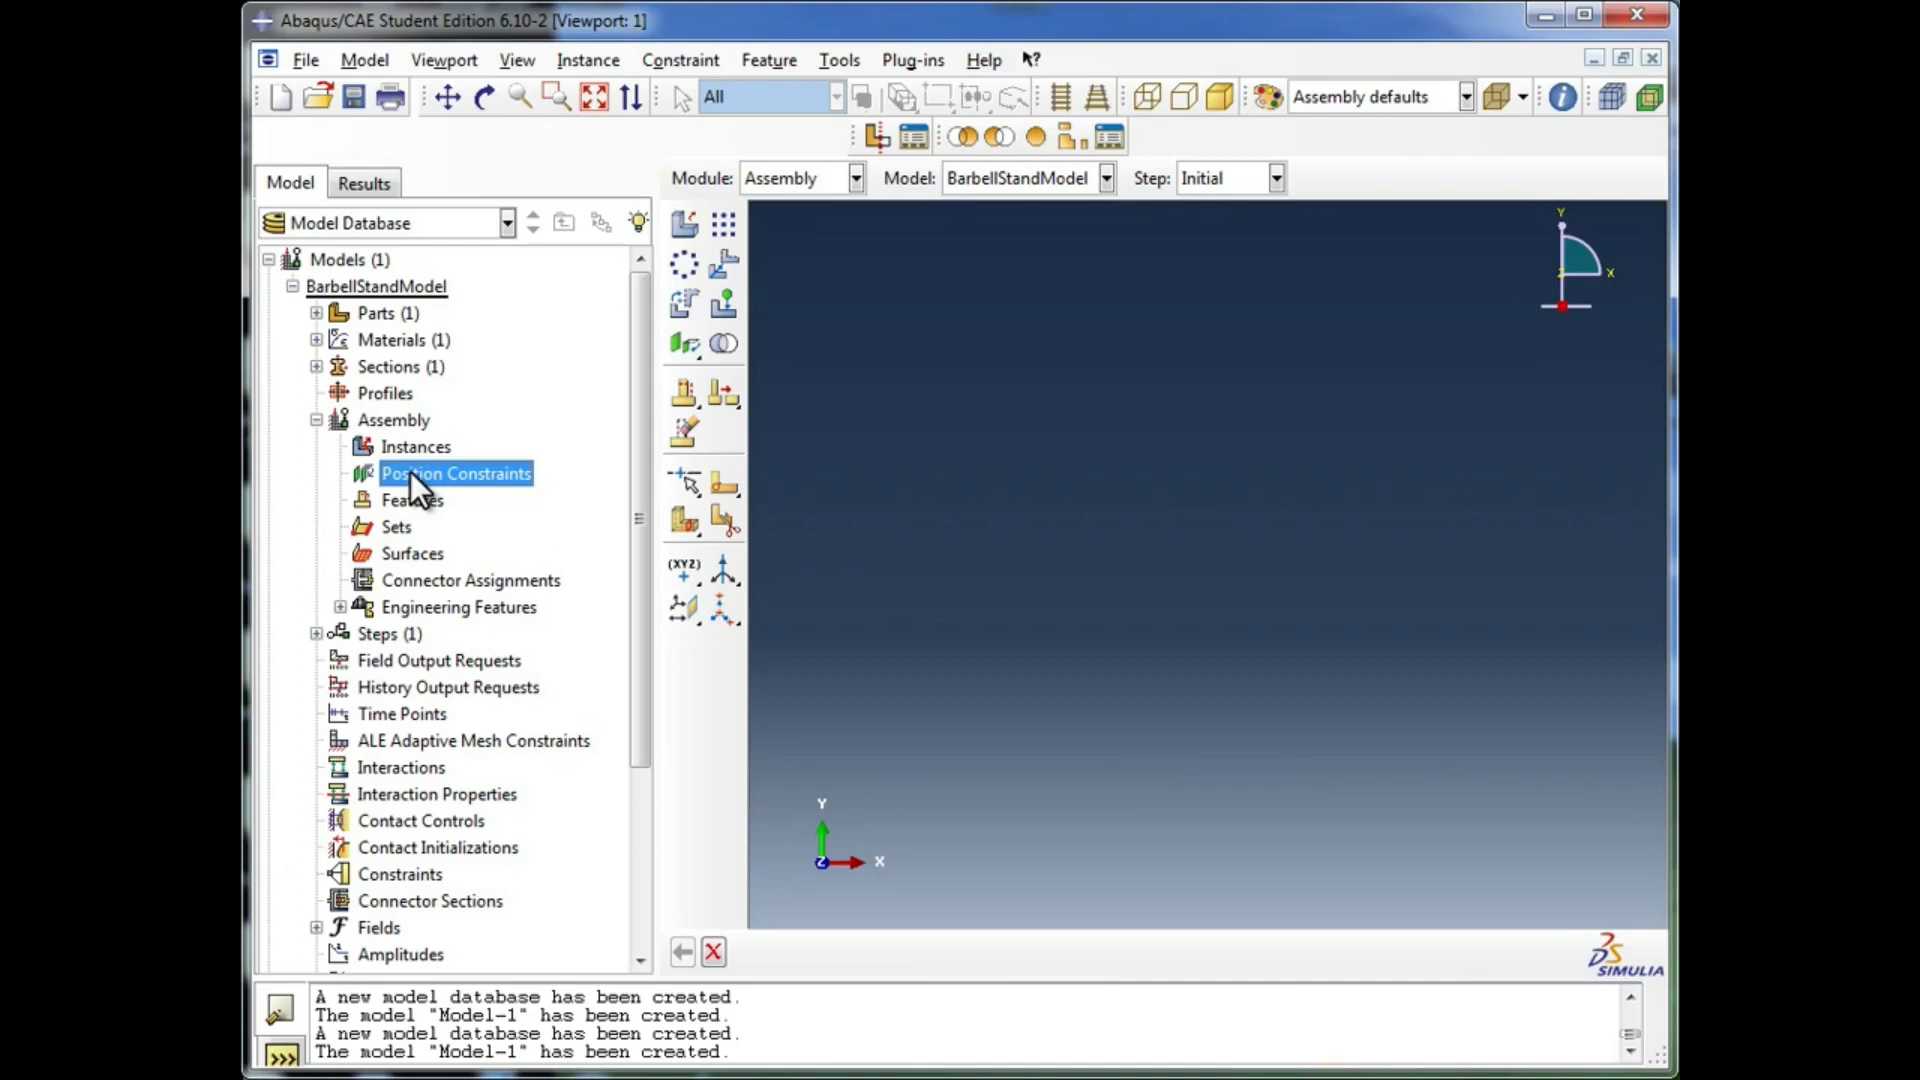 Abaqus/CAE Student Edition 6.10-2 [Viewport: 1]
File Model Viewport View Instance Constraint Feature Tools Plug-ins Help ?
All Assembly defaults
Model Results
Module: Assembly Model: BarbellStandModel Step: Initial
Model Database
Models (1)
BarbellStandModel
Parts (1)
Materials (1)
Sections (1)
Profiles
Assembly
Instances
Position Constraints
Features
Sets
Surfaces
Connector Assignments
Engineering Features
Steps (1)
Field Output Requests
History Output Requests
Time Points
ALE Adaptive Mesh Constraints
Interactions
Interaction Properties
Contact Controls
Contact Initializations
Constraints
Connector Sections
Fields
Amplitudes
(XYZ)
Y
X
Z
Y
Z X
SIMULIA
A new model database has been created.
The model "Model-1" has been created.
A new model database has been created.
The model "Model-1" has been created.
>>>